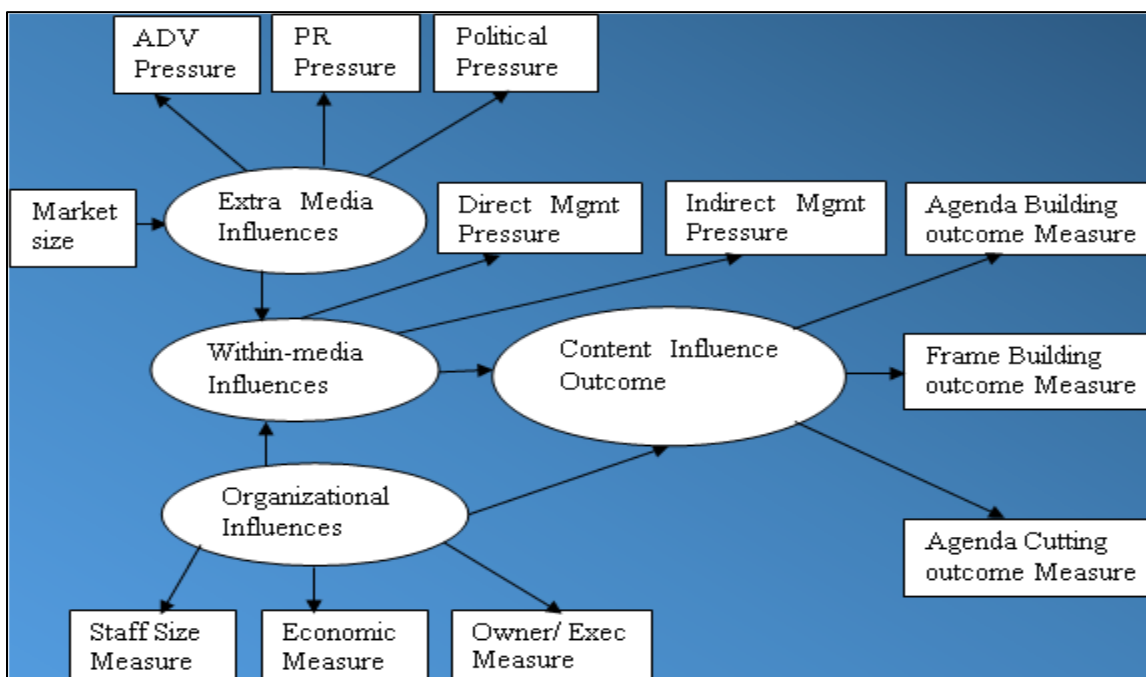 ADV
Pressure
PR
Pressure
Political
Pressure
Market
size
Extra Media
Influences
Direct Mgmt
Pressure
Indirect Mgmt
Pressure
Agenda Building
outcome Measure
Within-media
Influences
Content Influence
Outcome
Frame Building
outcome Measure
Organizational
Influences
Agenda Cutting
outcome Measure
Staff Size
Measure
Economic
Measure
Owner/ Exec
Measure